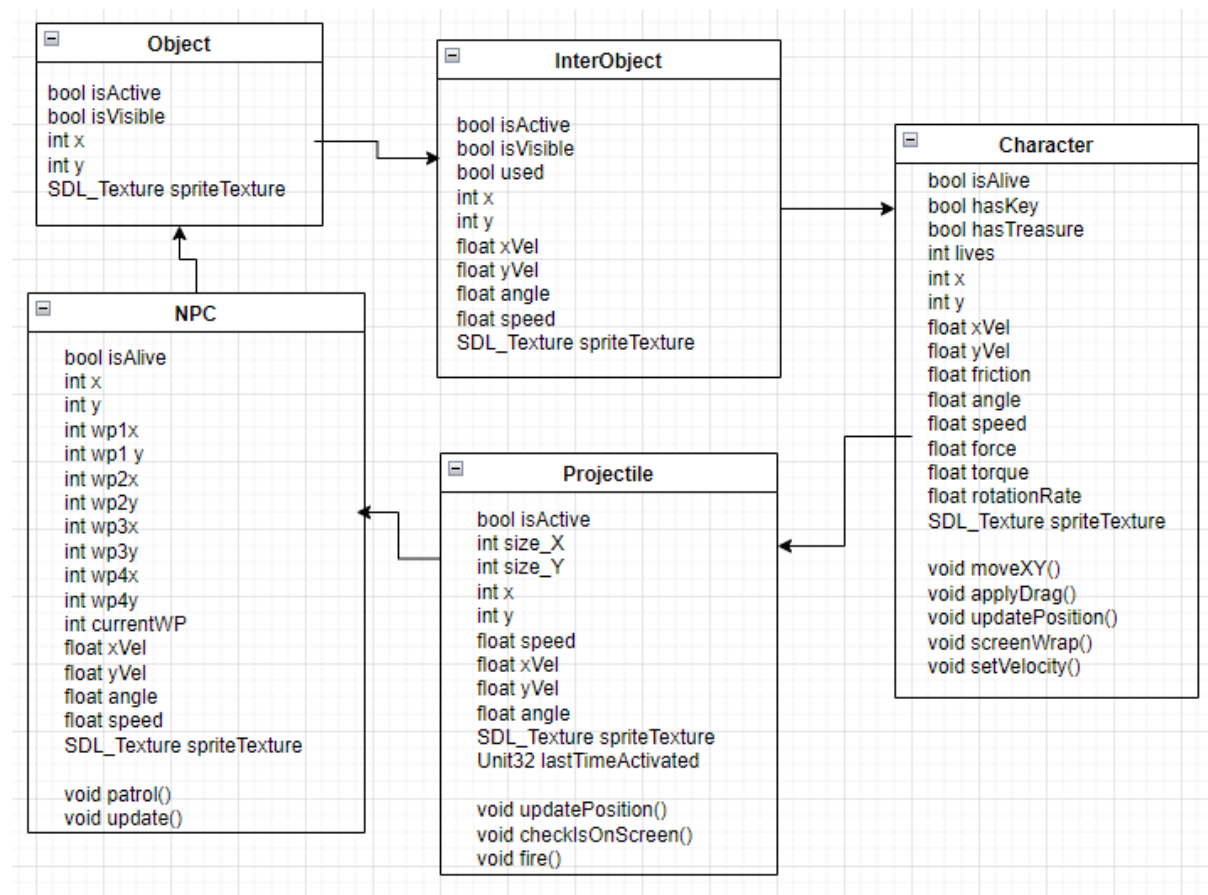 Object
bool isActive
bool isVisible
int x
int y
SDL_Texture spriteTexture
InterObject
bool isActive
bool isVisible
bool used
int x
int y
float xVel
float yVel
float angle
float speed
SDL_Texture spriteTexture
Character
bool isAlive
bool hasKey
bool hasTreasure
int lives
int x
int y
float xVel
float yVel
float friction
float angle
float speed
float force
float torque
float rotationRate
SDL_Texture spriteTexture
void moveXY()
void applyDrag()
void updatePosition()
void screenWrap()
void setVelocity()
NPC
bool isAlive
int x
int y
int wp1x
int wp1 y
int wp2x
int wp2y
int wp3x
int wp3y
int wp4x
int wp4y
int currentWP
float xVel
float yVel
float angle
float speed
SDL_Texture spriteTexture
void patrol()
void update()
Projectile
bool isActive
int size_X
int size_Y
int x
int y
float speed
float xVel
float yVel
float angle
SDL_Texture spriteTexture
Unit32 lastTimeActivated
void updatePosition()
void checkIsOnScreen()
void fire()